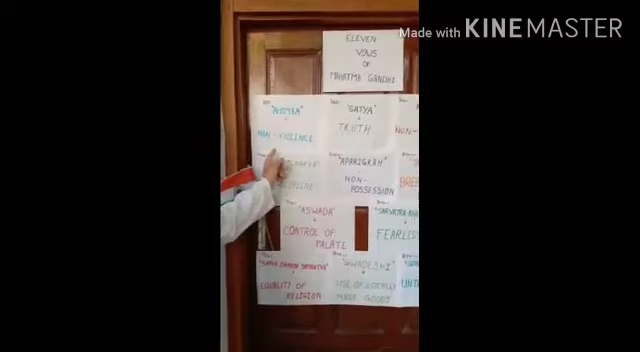 Made with KINEMASTER
ELEVEN
VOWS
OF
MAHATMA GANDHI
"AHIMSA"
NON-VIOLENCE
"SATYA"
TRUTH
NON-
"APARIGRAH"
NON-
POSSESSION
"ASWADA"
CONTROL OF
PALATE
FEARLES
EQUALITY OF
RELIGION
"SWADESHI"
USE OF LOCALLY
MADE GOODS